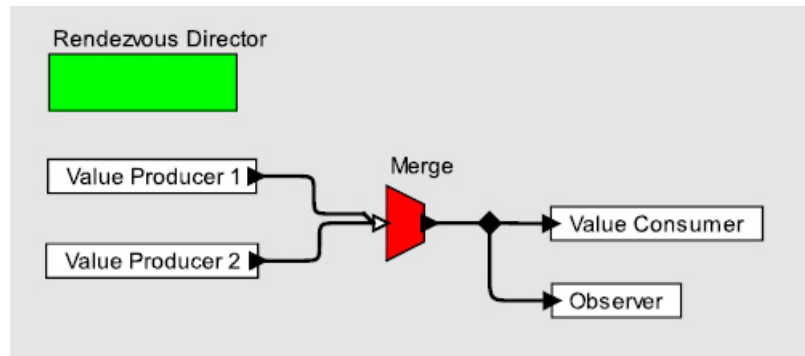 Rendezvous Director
Value Producer 1
Merge
Value Consumer
Value Producer 2
Observer